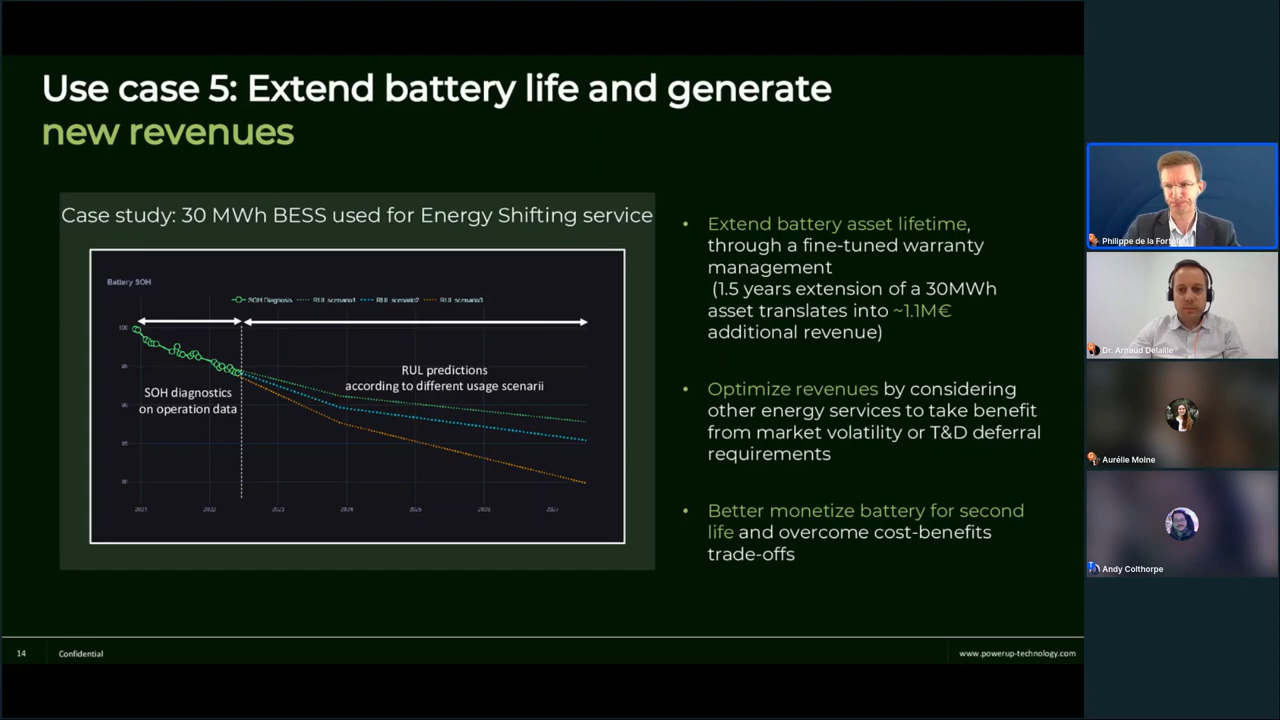 Use case 5: Extend battery life and generate
new revenues
Case study: 30 MWh BESS used for Energy Shifting service
Battery SOH
SOH Diagnosis RUL scenario1 RUL scenario2 RUL scenario3
100
95
90
85
80
SOH diagnostics
on operation data
RUL predictions
according to different usage scenarii
2021 2022 2023 2024 2025 2026 2027
• Extend battery asset lifetime,
through a fine-tuned warranty
management
(1.5 years extension of a 30MWh
asset translates into ~1.1M€
additional revenue)
• Optimize revenues by considering
other energy services to take benefit
from market volatility or T&D deferral
requirements
• Better monetize battery for second
life and overcome cost-benefits
trade-offs
14 Confidential
www.powerup-technology.com
Philippe de la
Dr. Arnaud Delaille
Aurélie Moine
Andy Colthorpe